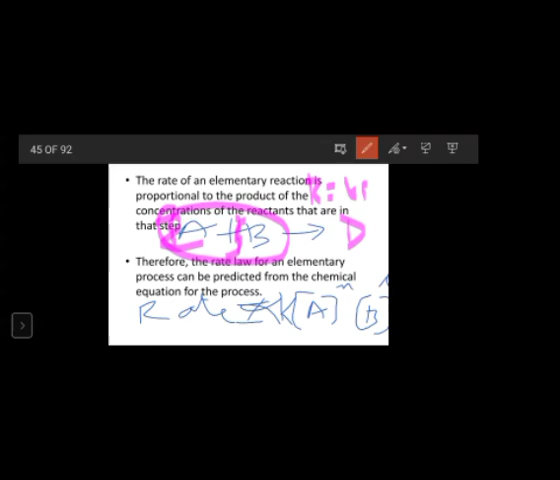 45 OF 92
• The rate of an elementary reaction is
proportional to the product of the
concentrations of the reactants that are in
that step.
A + B → D
• Therefore, the rate law for an elementary
process can be predicted from the chemical
equation for the process.
Rate = k[A]^n [B]